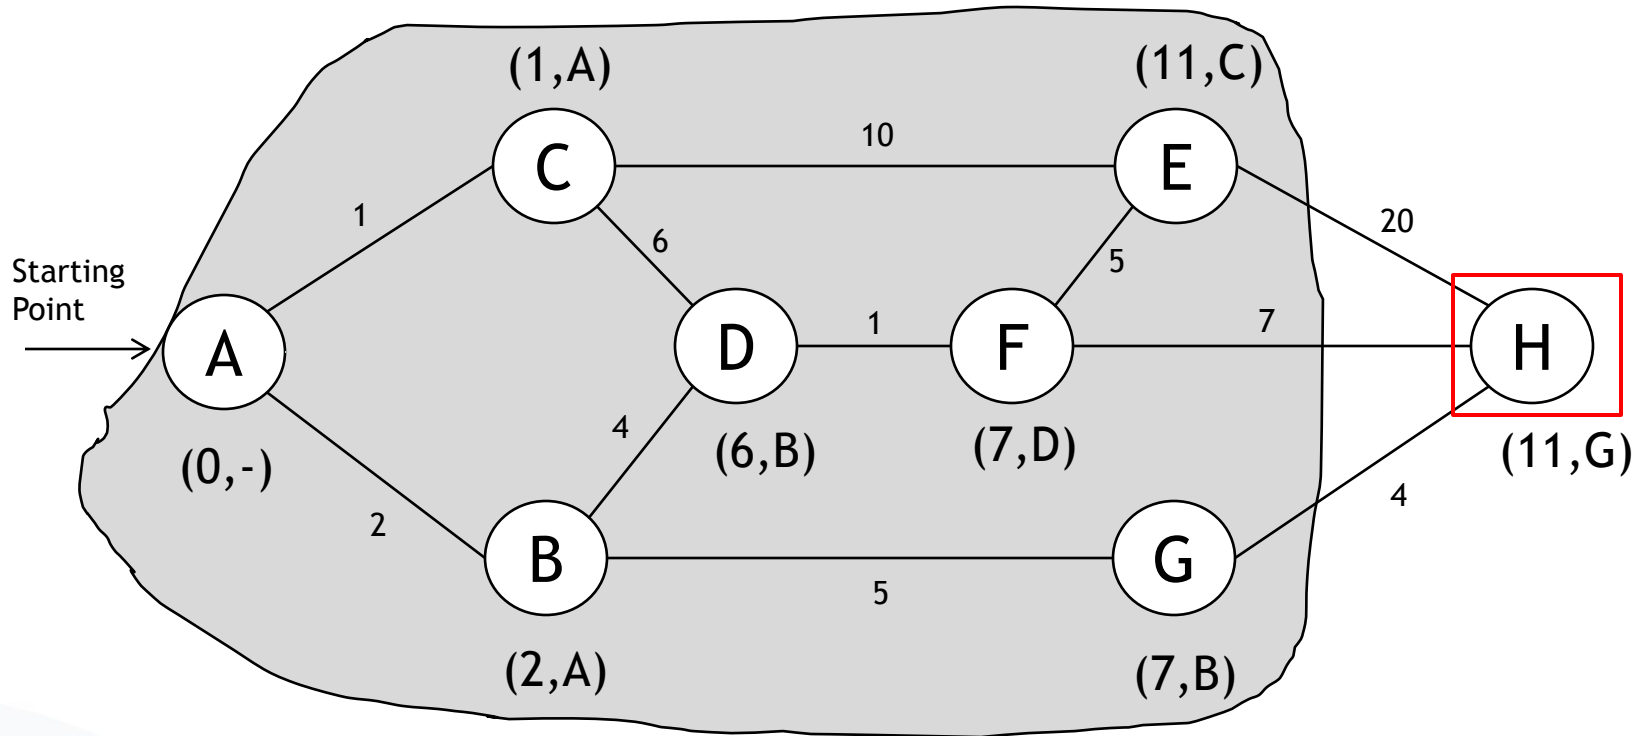 (1,A)
(11,C)
10
C
E
1
20
6
5
Starting
Point
1
7
A
D
F
H
4
(0,-)
(6,B)
(7,D)
(11,G)
2
4
B
G
5
(2,A)
(7,B)